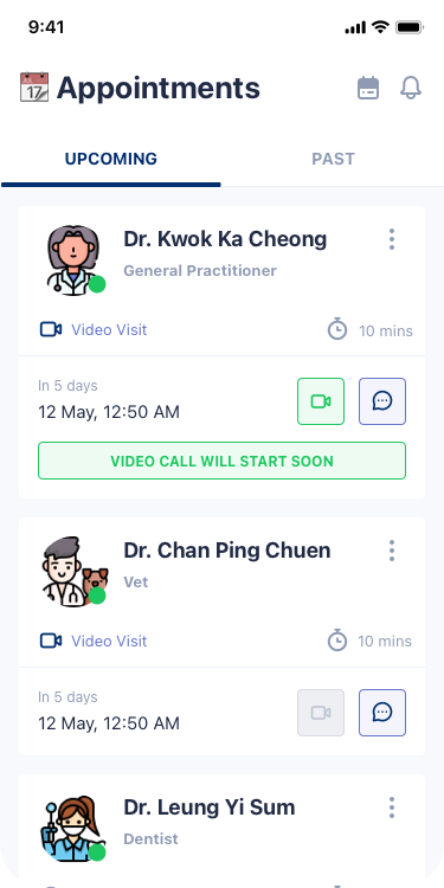 9:41
17 Appointments
UPCOMING PAST
Dr. Kwok Ka Cheong
General Practitioner
Video Visit 10 mins
In 5 days
12 May, 12:50 AM
VIDEO CALL WILL START SOON
Dr. Chan Ping Chuen
Vet
Video Visit 10 mins
In 5 days
12 May, 12:50 AM
Dr. Leung Yi Sum
Dentist